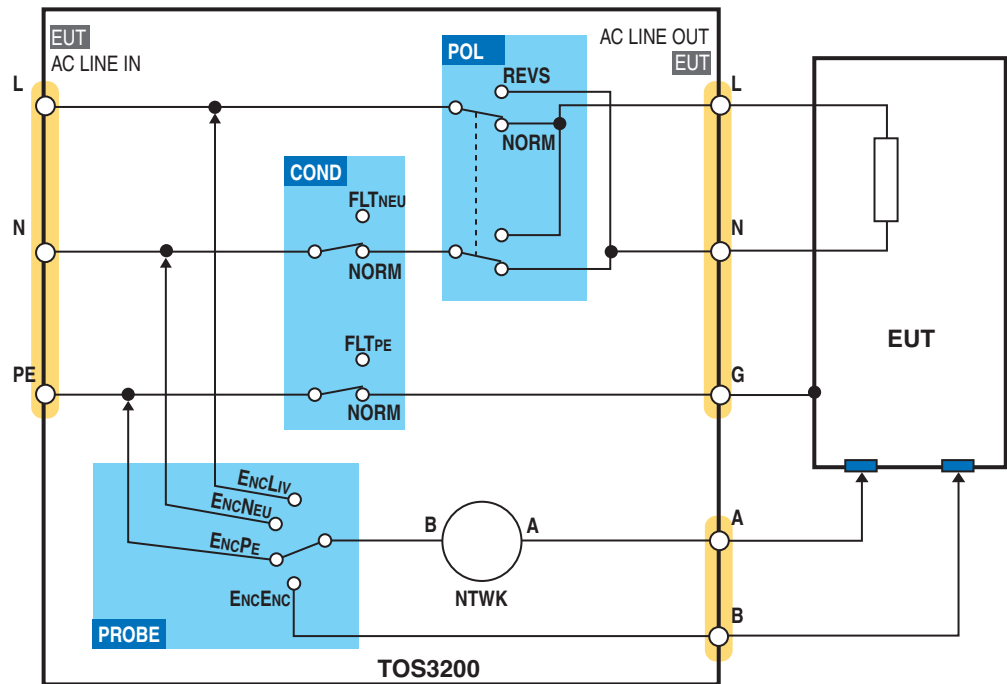 EUT
AC LINE IN
AC LINE OUT
EUT
POL
REVS
L
L
NORM
COND
FLTNEU
N
N
NORM
EUT
FLTPE
PE
G
NORM
ENCLIV
ENCNEU
ENCPE
B
A
A
ENCENC
NTWK
B
PROBE
TOS3200